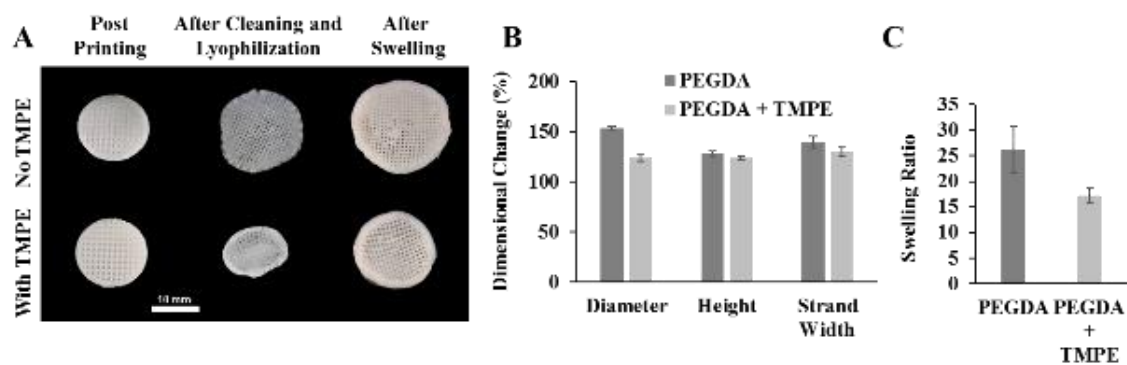 A
Post
Printing
After Cleaning and
Lyophilization
After
Swelling
No TMPE
With TMPE
10 mm
B
Dimensional Change (%)
200
150
100
50
0
PEGDA
PEGDA + TMPE
Diameter
Height
Strand
Width
C
Swelling Ratio
35
30
25
20
15
10
5
0
PEGDA
PEGDA
+
TMPE